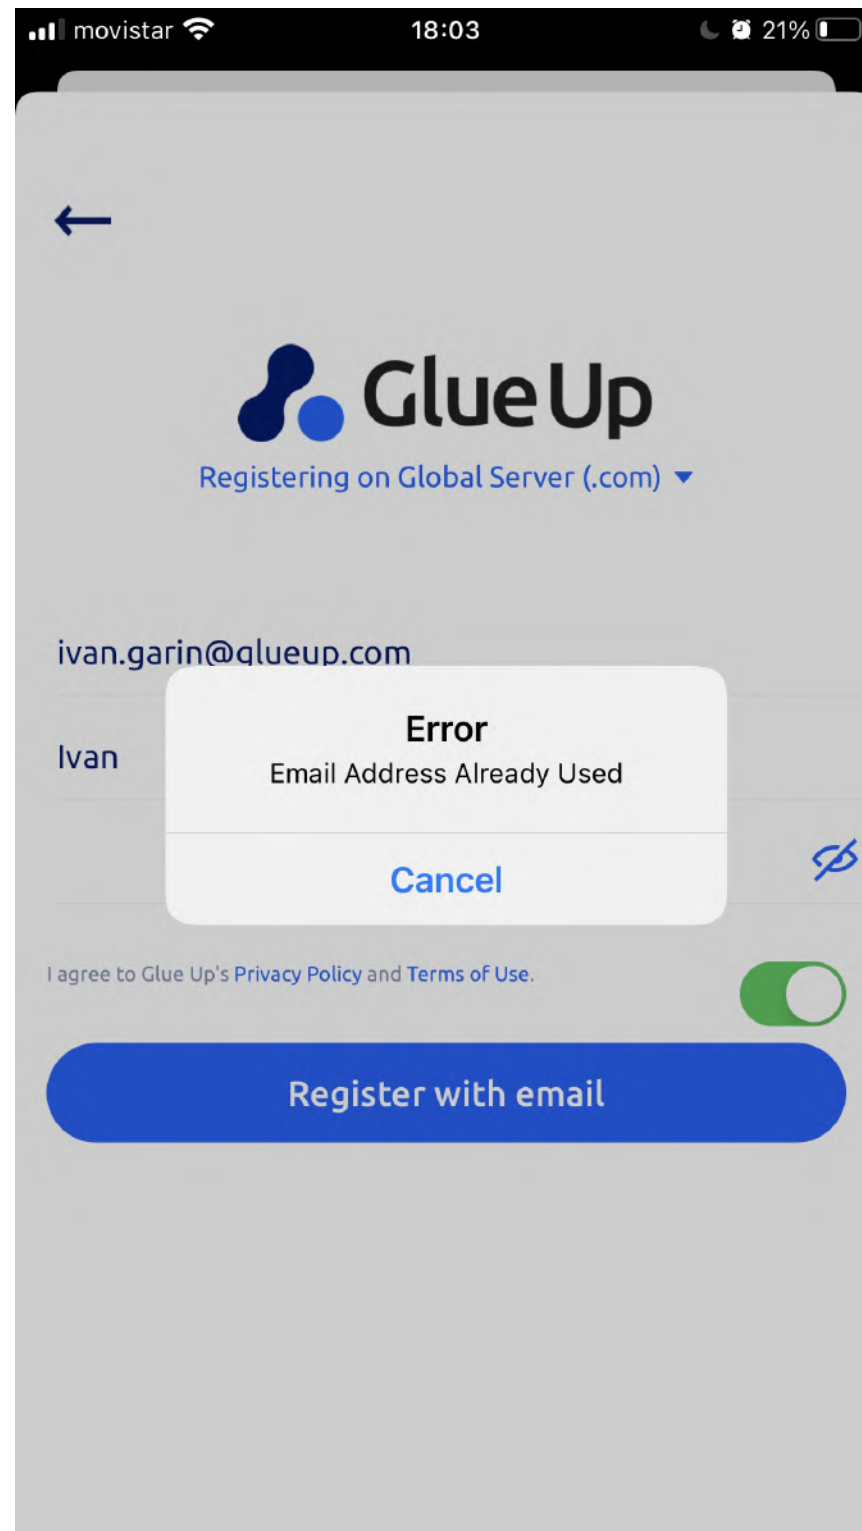 movistar 18:03 21%
Glue Up
Registering on Global Server (.com)
ivan.garin@glueup.com
Ivan
Error
Email Address Already Used
Cancel
I agree to Glue Up's Privacy Policy and Terms of Use.
Register with email